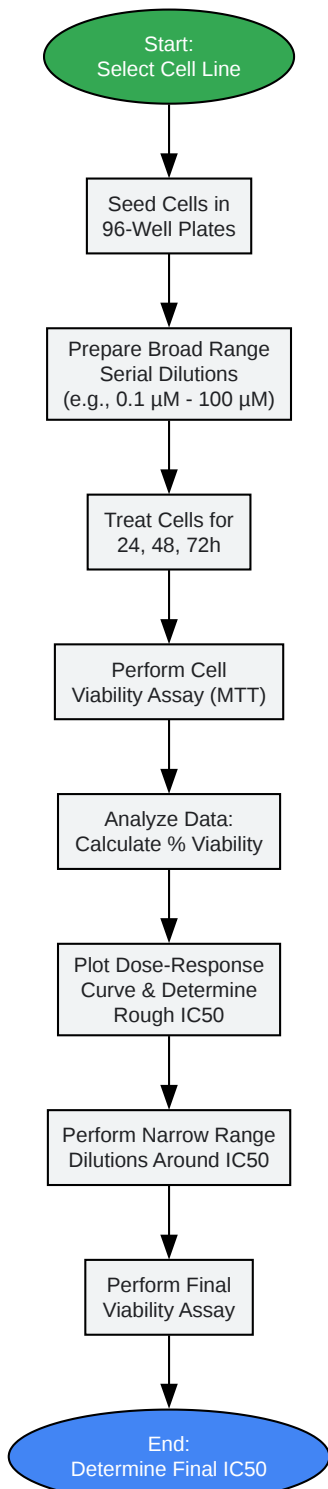 Start:
Select Cell Line
Seed Cells in
96-Well Plates
Prepare Broad Range
Serial Dilutions
(e.g., 0.1 µM - 100 µM)
Treat Cells for
24, 48, 72h
Perform Cell
Viability Assay (MTT)
Analyze Data:
Calculate % Viability
Plot Dose-Response
Curve & Determine
Rough IC50
Perform Narrow Range
Dilutions Around IC50
Perform Final
Viability Assay
End:
Determine Final IC50